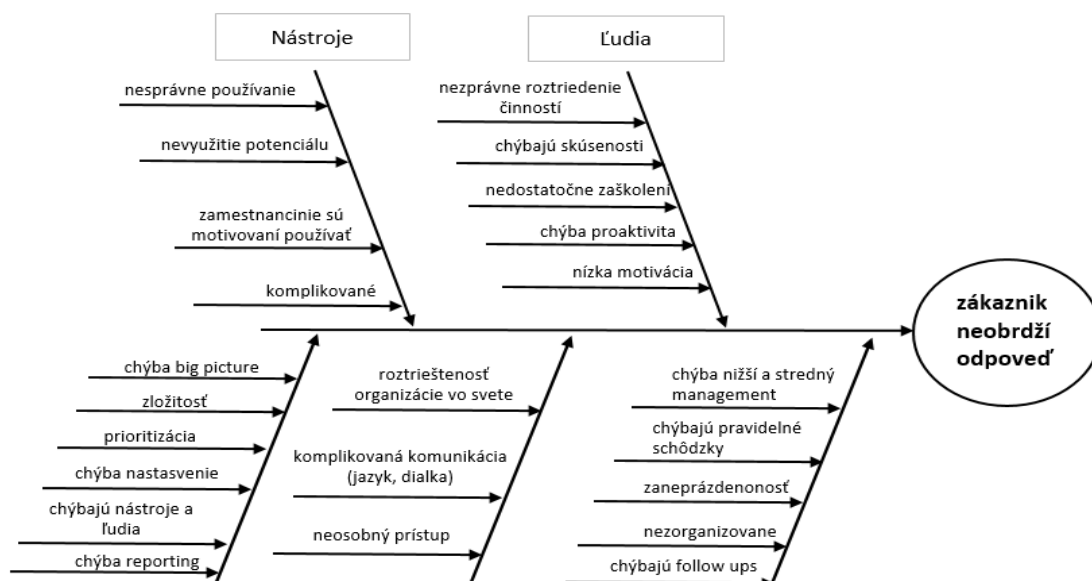 Nástroje
Ľudia
nesprávne používanie
nevyužitie potenciálu
zamestnancinie sú
motivovaní používať
komplikované
nezprávne roztriedenie
činností
chýbajú skúsenosti
nedostatočne zaškolení
chýba proaktivita
nízka motivácia
zákaznik
neobrdží
odpoveď
chýba big picture
zložitosť
prioritizácia
chýba nastasvenie
chýbajú nástroje a
ľudia
chýba reporting
roztrieštenosť
organizácie vo svete
komplikovaná komunikácia
(jazyk, dialka)
neosobný prístup
chýba nižší a stredný
management
chýbajú pravidelné
schôdzky
zaneprázdenonosť
nezorganizovane
chýbajú follow ups